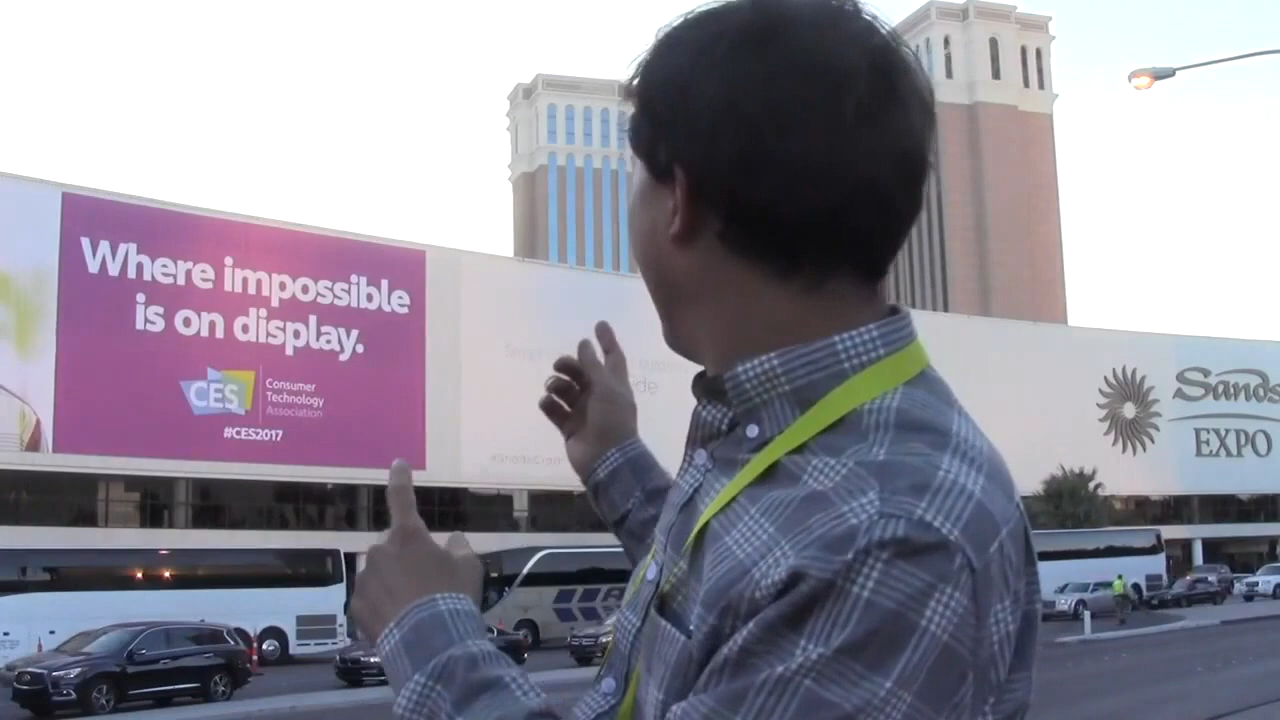 Where impossible
is on display.
CES
Consumer
Technology
Association
#CES2017
Sands
EXPO